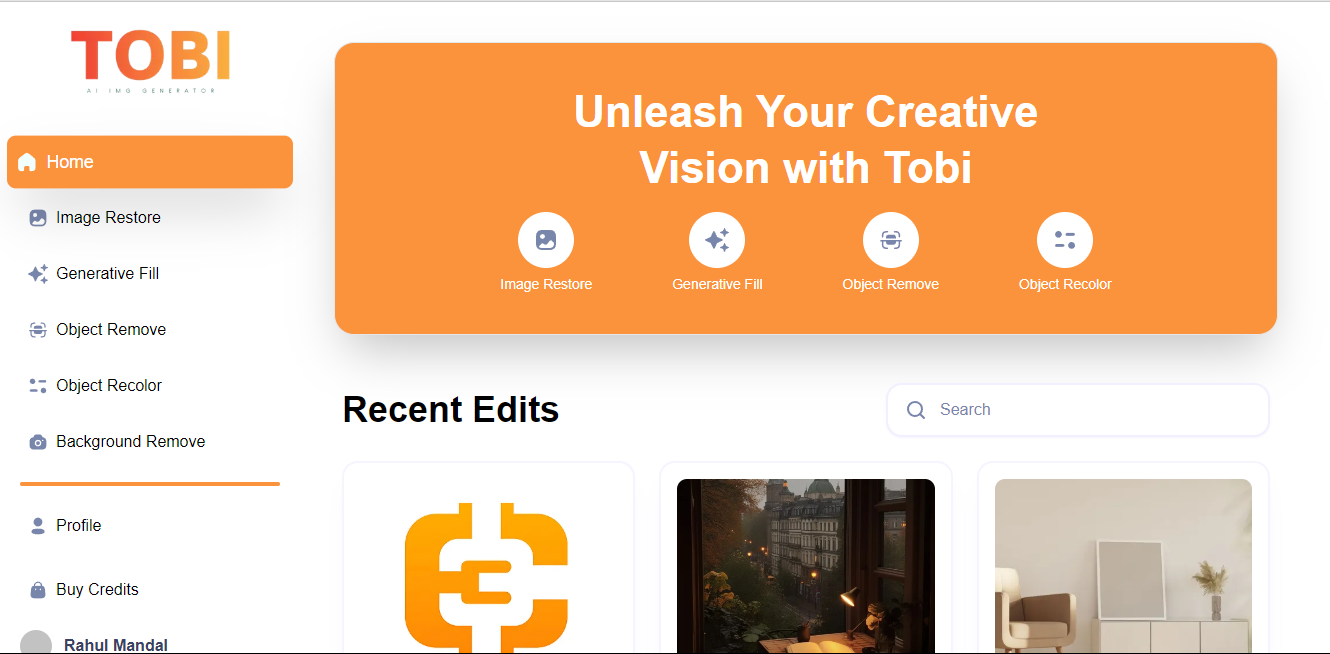 TOBI
AI IMG GENERATOR
Home
Image Restore
Generative Fill
Object Remove
Object Recolor
Background Remove
Profile
Buy Credits
Rahul Mandal
Unleash Your Creative
Vision with Tobi
Image Restore
Generative Fill
Object Remove
Object Recolor
Recent Edits
Search